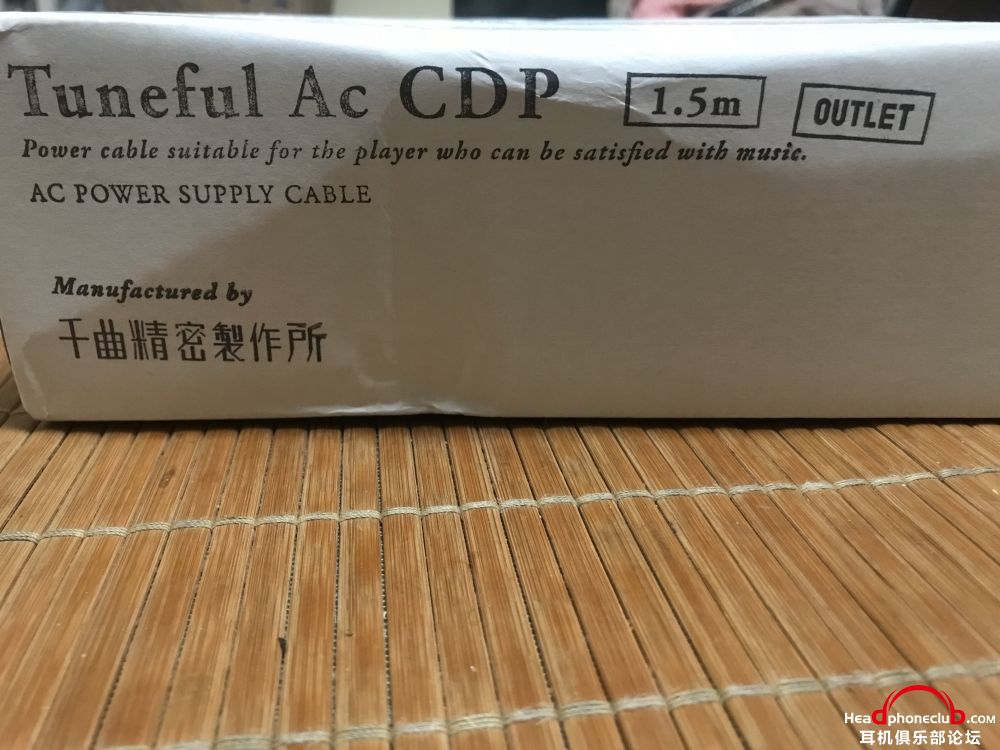 Tuneful Ac CDP 1.5m OUTLET
Power cable suitable for the player who can be satisfied with music.
AC POWER SUPPLY CABLE
Manufactured by
千曲精密製作所
Headphoneclub.com
耳机俱乐部论坛